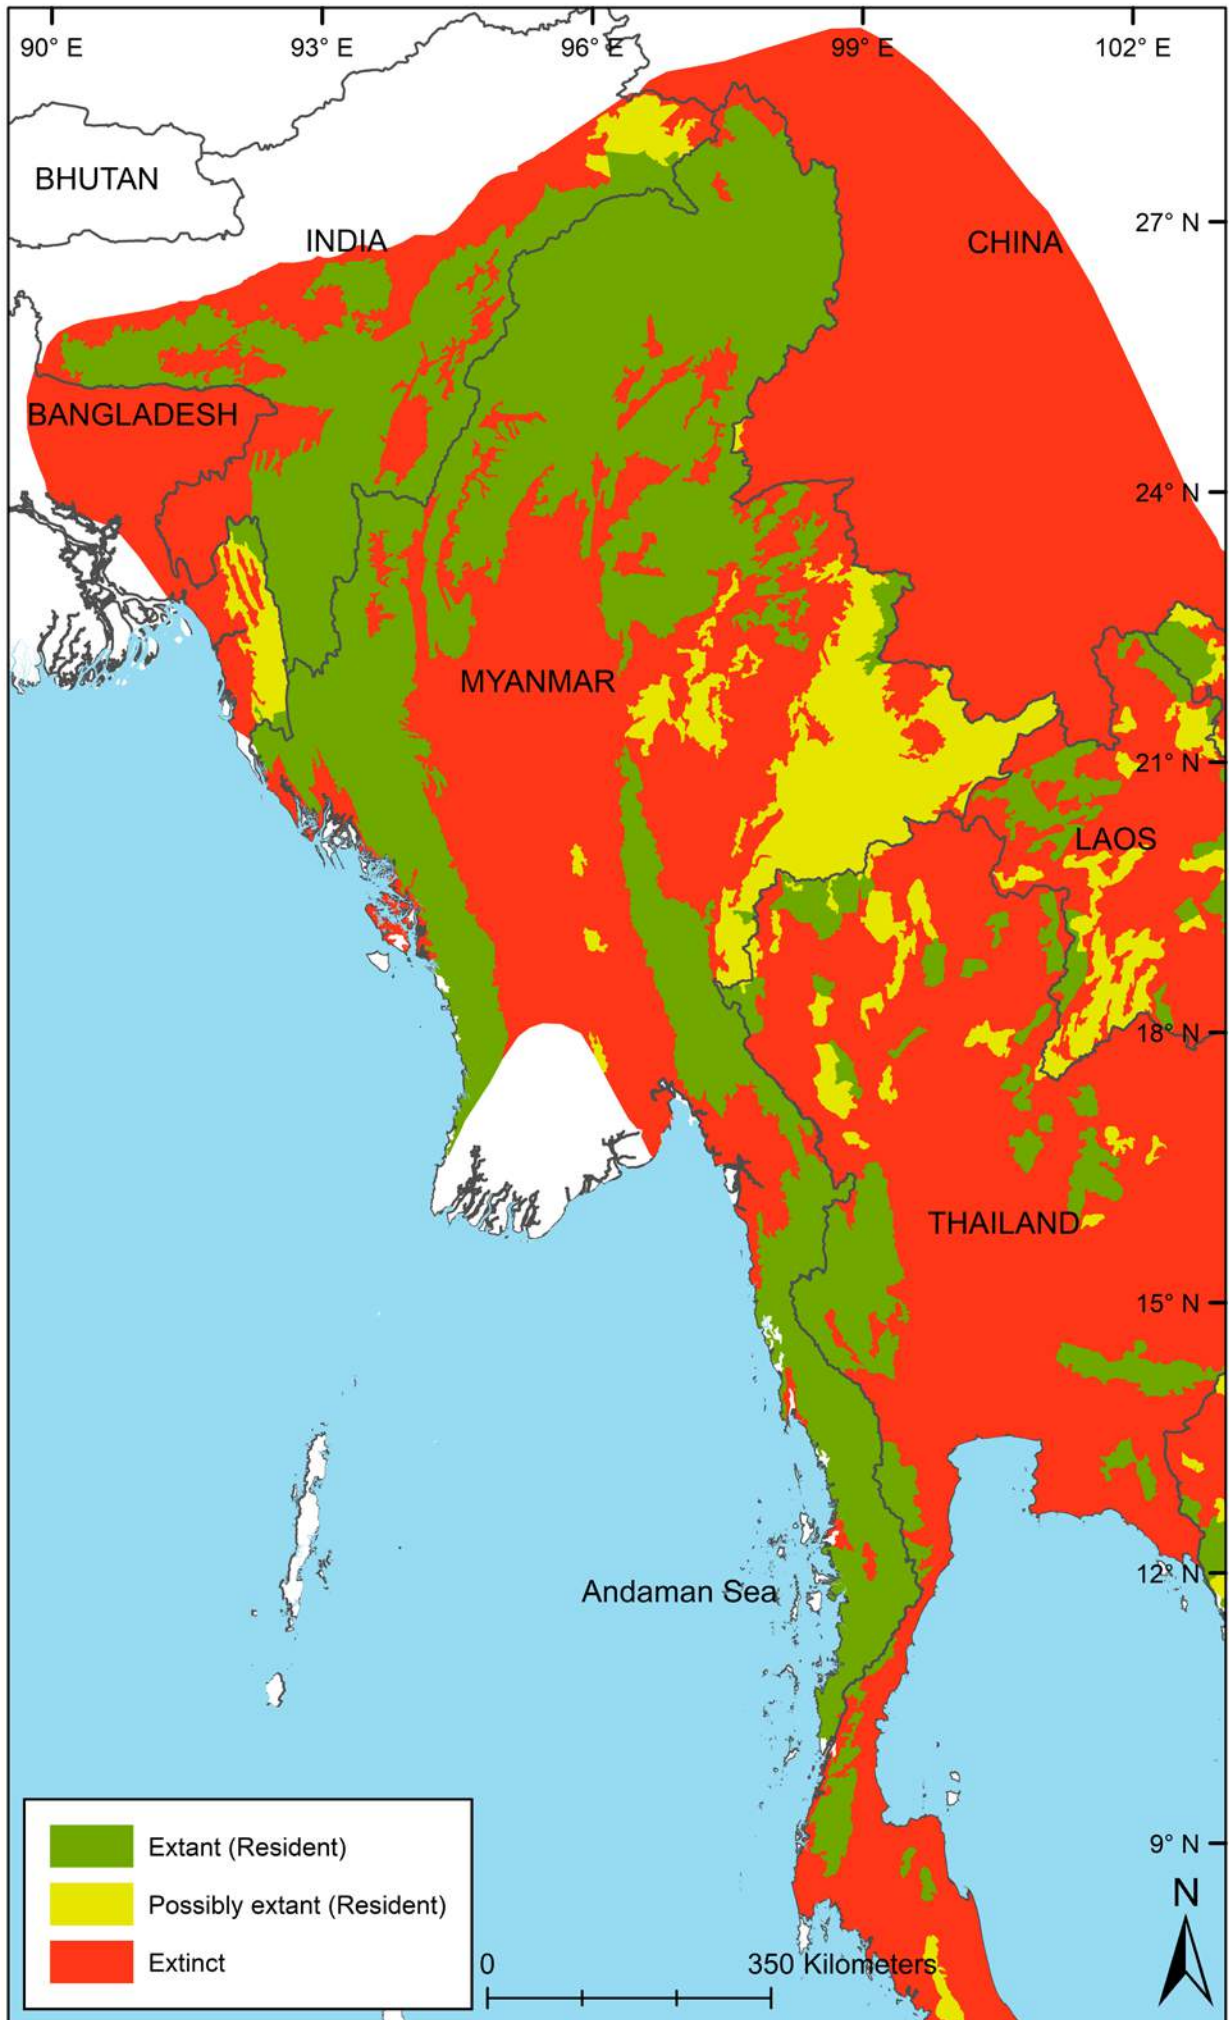 90° E 93° E 96° E 99° E 102° E
BHUTAN
INDIA
CHINA
27° N
BANGLADESH
24° N
MYANMAR
21° N
LAOS
18° N
THAILAND
15° N
Andaman Sea
12° N
9° N
Extant (Resident)
Possibly extant (Resident)
Extinct
0 350 Kilometers
N